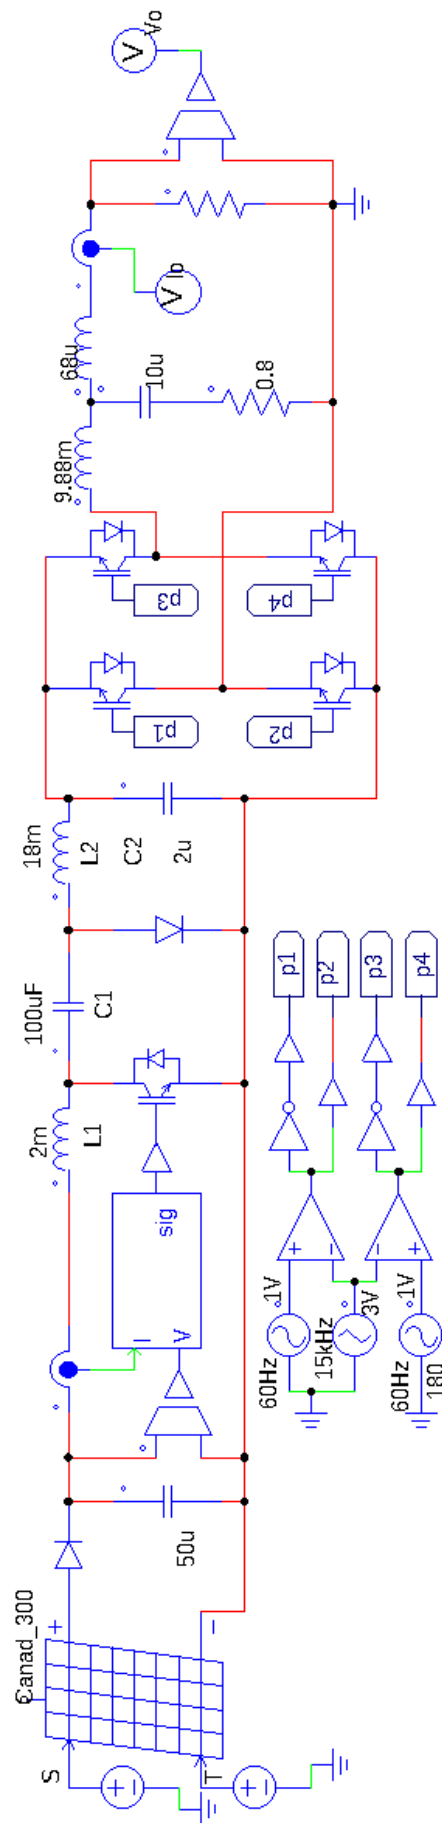 Canad_300
+
−
S
T
50u
I
V
sig
2m
L1
100uF
C1
18m
L2
C2
2u
p1
p2
p3
p4
9.88m
68u
10u
0.8
V
Io
V
Vo
60Hz
1V
15kHz
3V
60Hz
1V
180
p1
p2
p3
p4